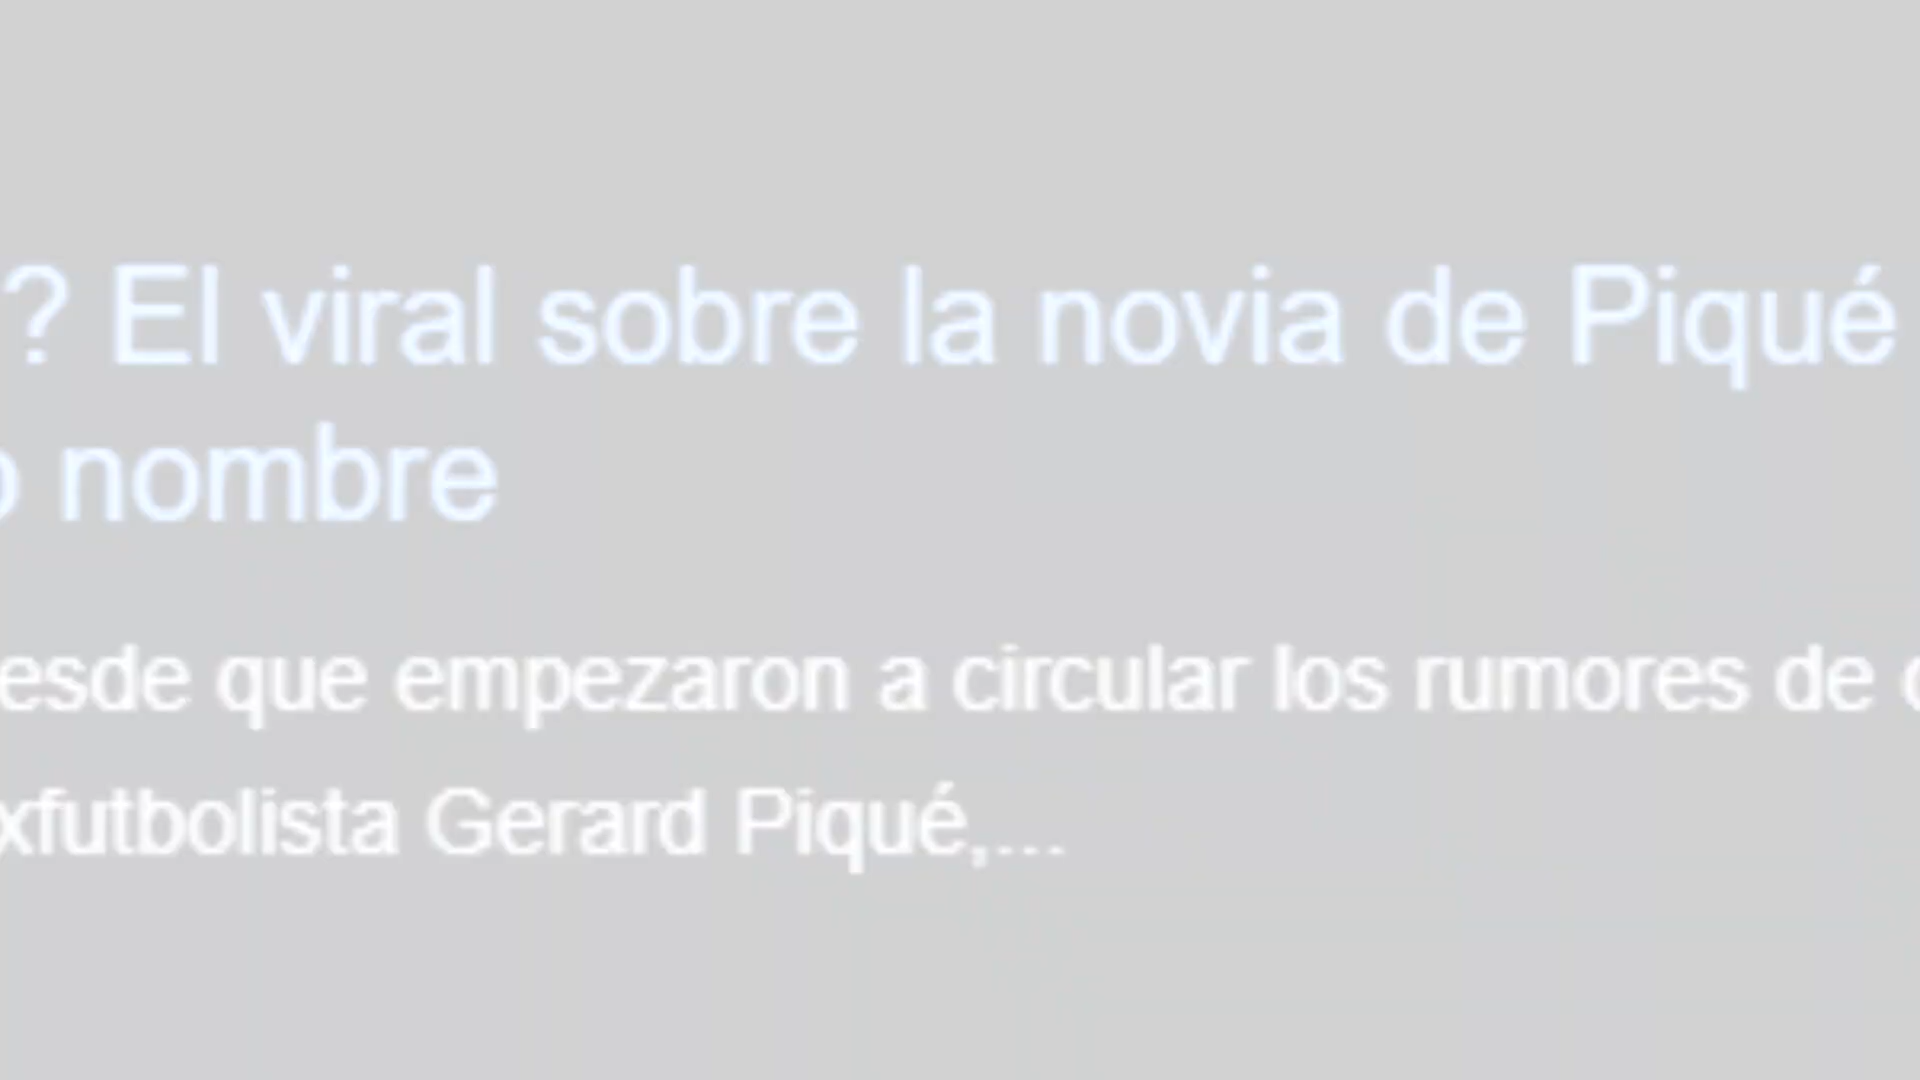 ? El viral sobre la novia de Piqué
o nombre
esde que empezaron a circular los rumores de
xfutbolista Gerard Piqué,...